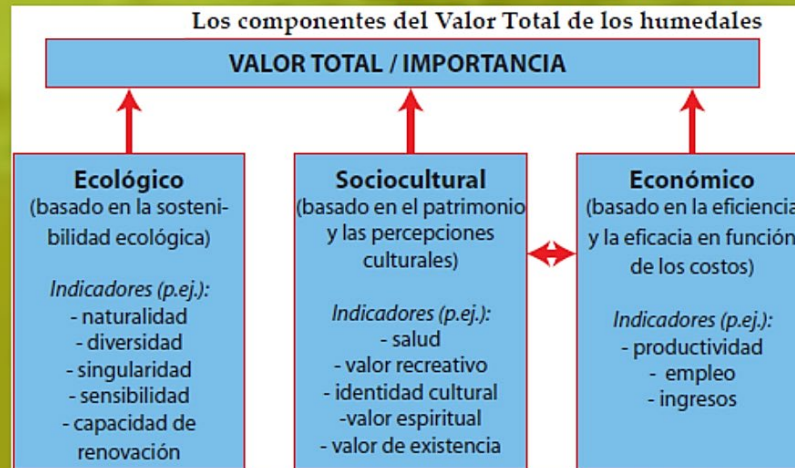 Los componentes del Valor Total de los humedales
VALOR TOTAL / IMPORTANCIA
Ecológico
(basado en la sosteni-
bilidad ecológica)
Indicadores (p.ej.):
- naturalidad
- diversidad
- singularidad
- sensibilidad
- capacidad de
renovación
Sociocultural
(basado en el patrimonio
y las percepciones
culturales)
Indicadores (p.ej.):
- salud
- valor recreativo
- identidad cultural
-valor espiritual
- valor de existencia
Económico
(basado en la eficiencia
y la eficacia en función
de los costos)
Indicadores (p.ej.):
- productividad
- empleo
- ingresos